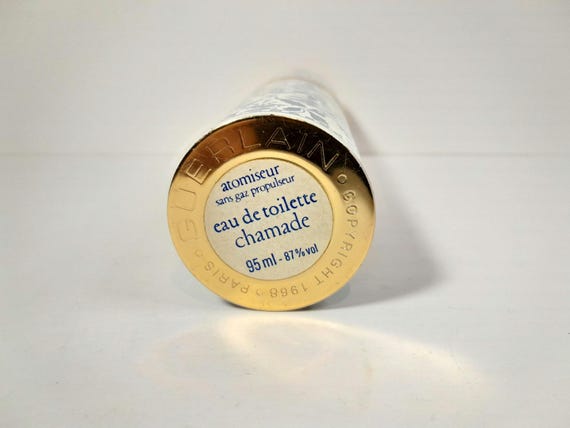 GUERLAIN • COPYRIGHT 1968 • PARIS •
atomiseur
sans gaz propulseur
eau de toilette
chamade
95 ml - 87% vol